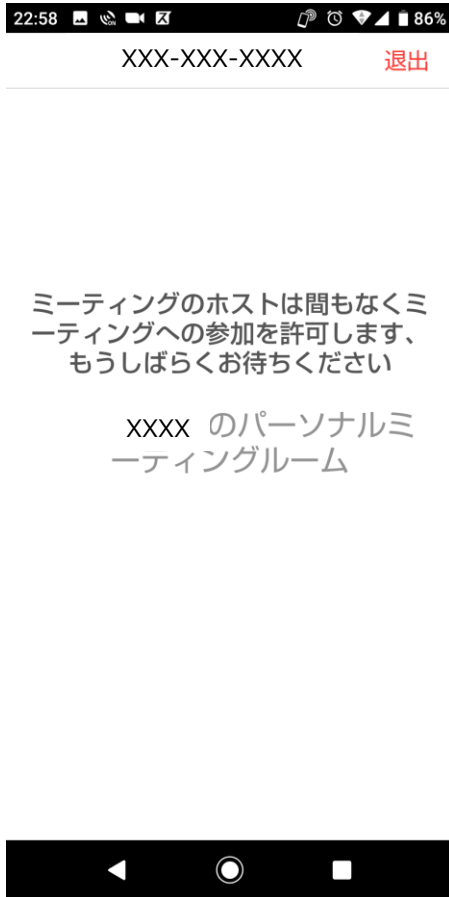 22:58 86%
XXX-XXX-XXXX 退出
ミーティングのホストは間もなくミ
ーティングへの参加を許可します、
もうしばらくお待ちください
XXXX のパーソナルミ
ーティングルーム